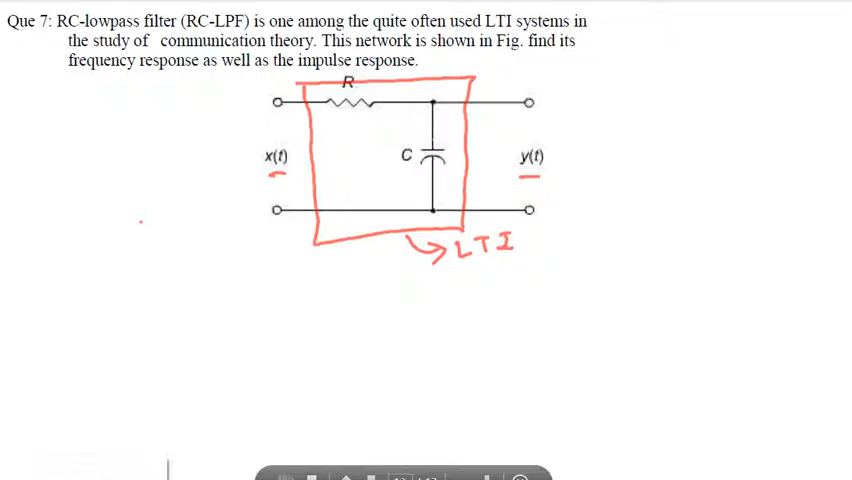 Que 7: RC-lowpass filter (RC-LPF) is one among the quite often used LTI systems in
the study of communication theory. This network is shown in Fig. find its
frequency response as well as the impulse response.
R
x(t)
C
y(t)
LTI